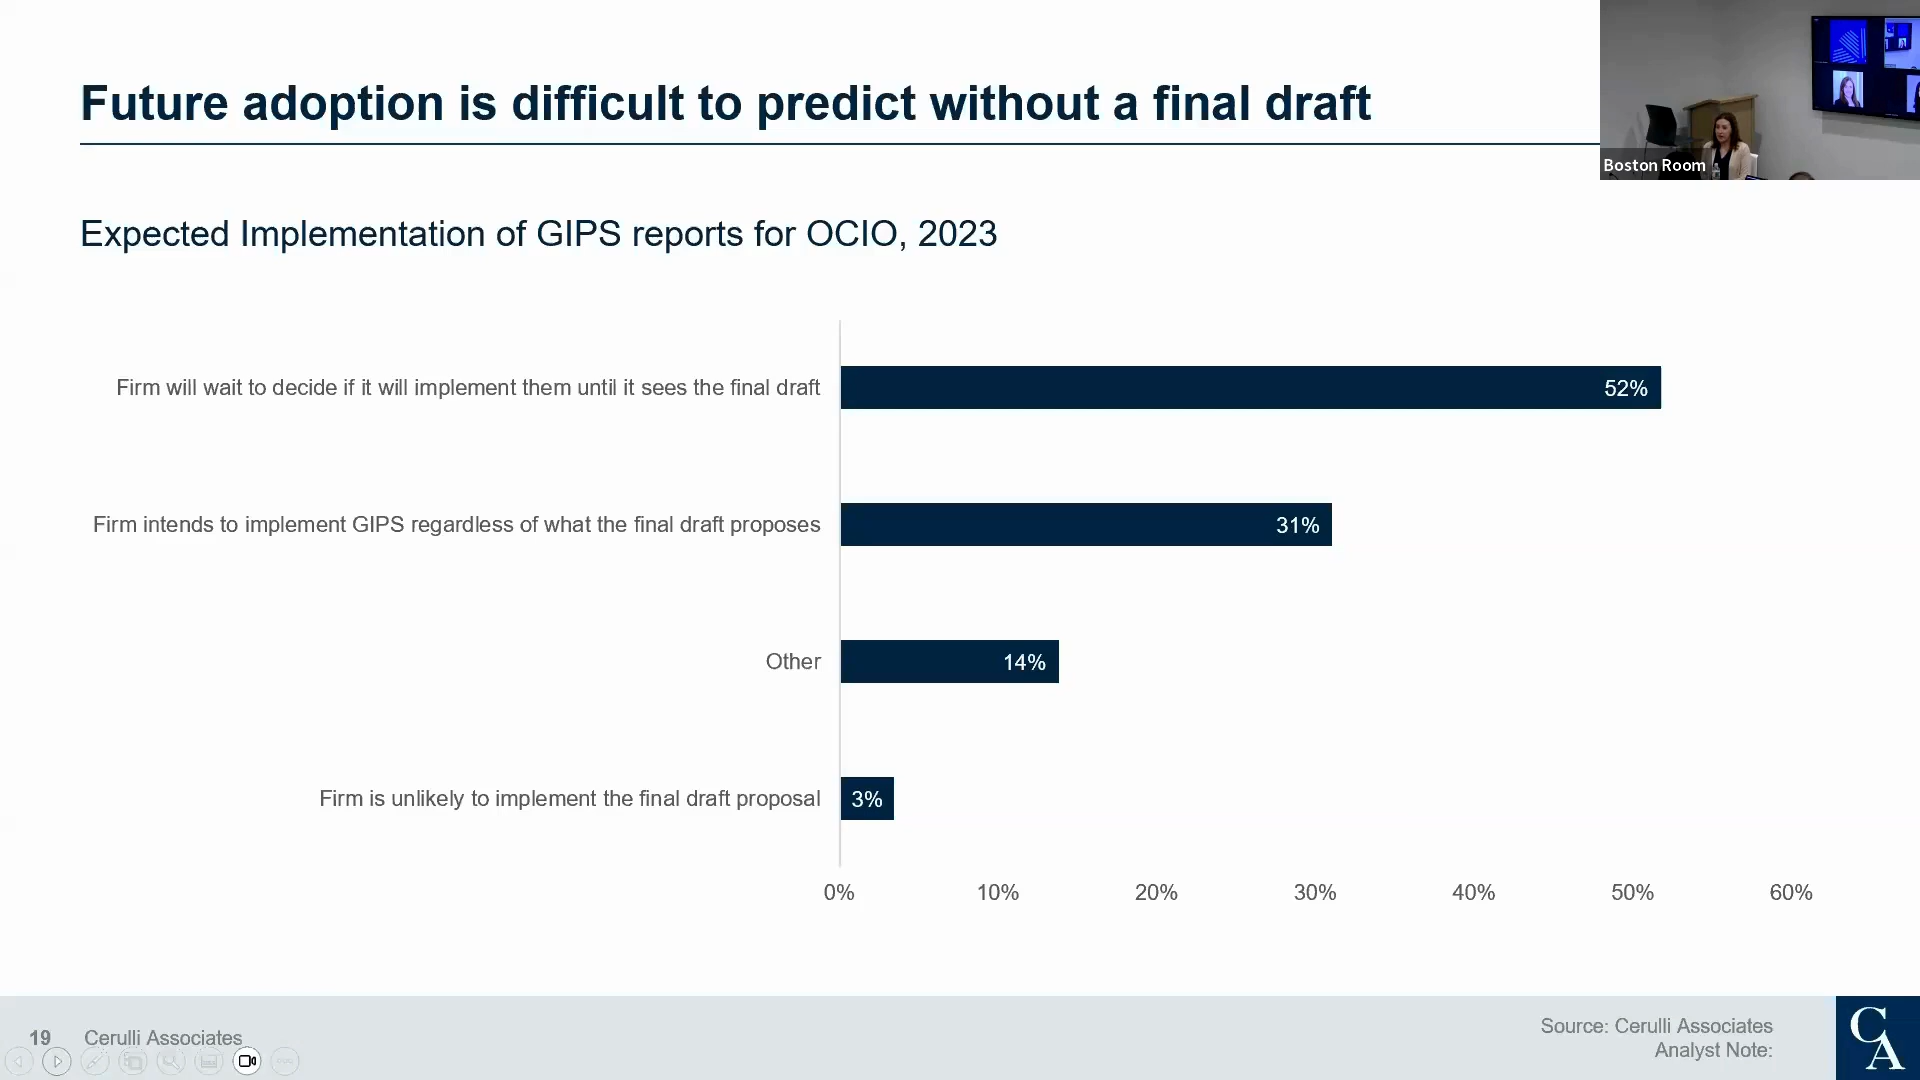 Future adoption is difficult to predict without a final draft
Boston Room
Expected Implementation of GIPS reports for OCIO, 2023
Firm will wait to decide if it will implement them until it sees the final draft
52%
Firm intends to implement GIPS regardless of what the final draft proposes
31%
Other
14%
Firm is unlikely to implement the final draft proposal
3%
0% 10% 20% 30% 40% 50% 60%
19 Cerulli Associates
Source: Cerulli Associates
Analyst Note:
CA